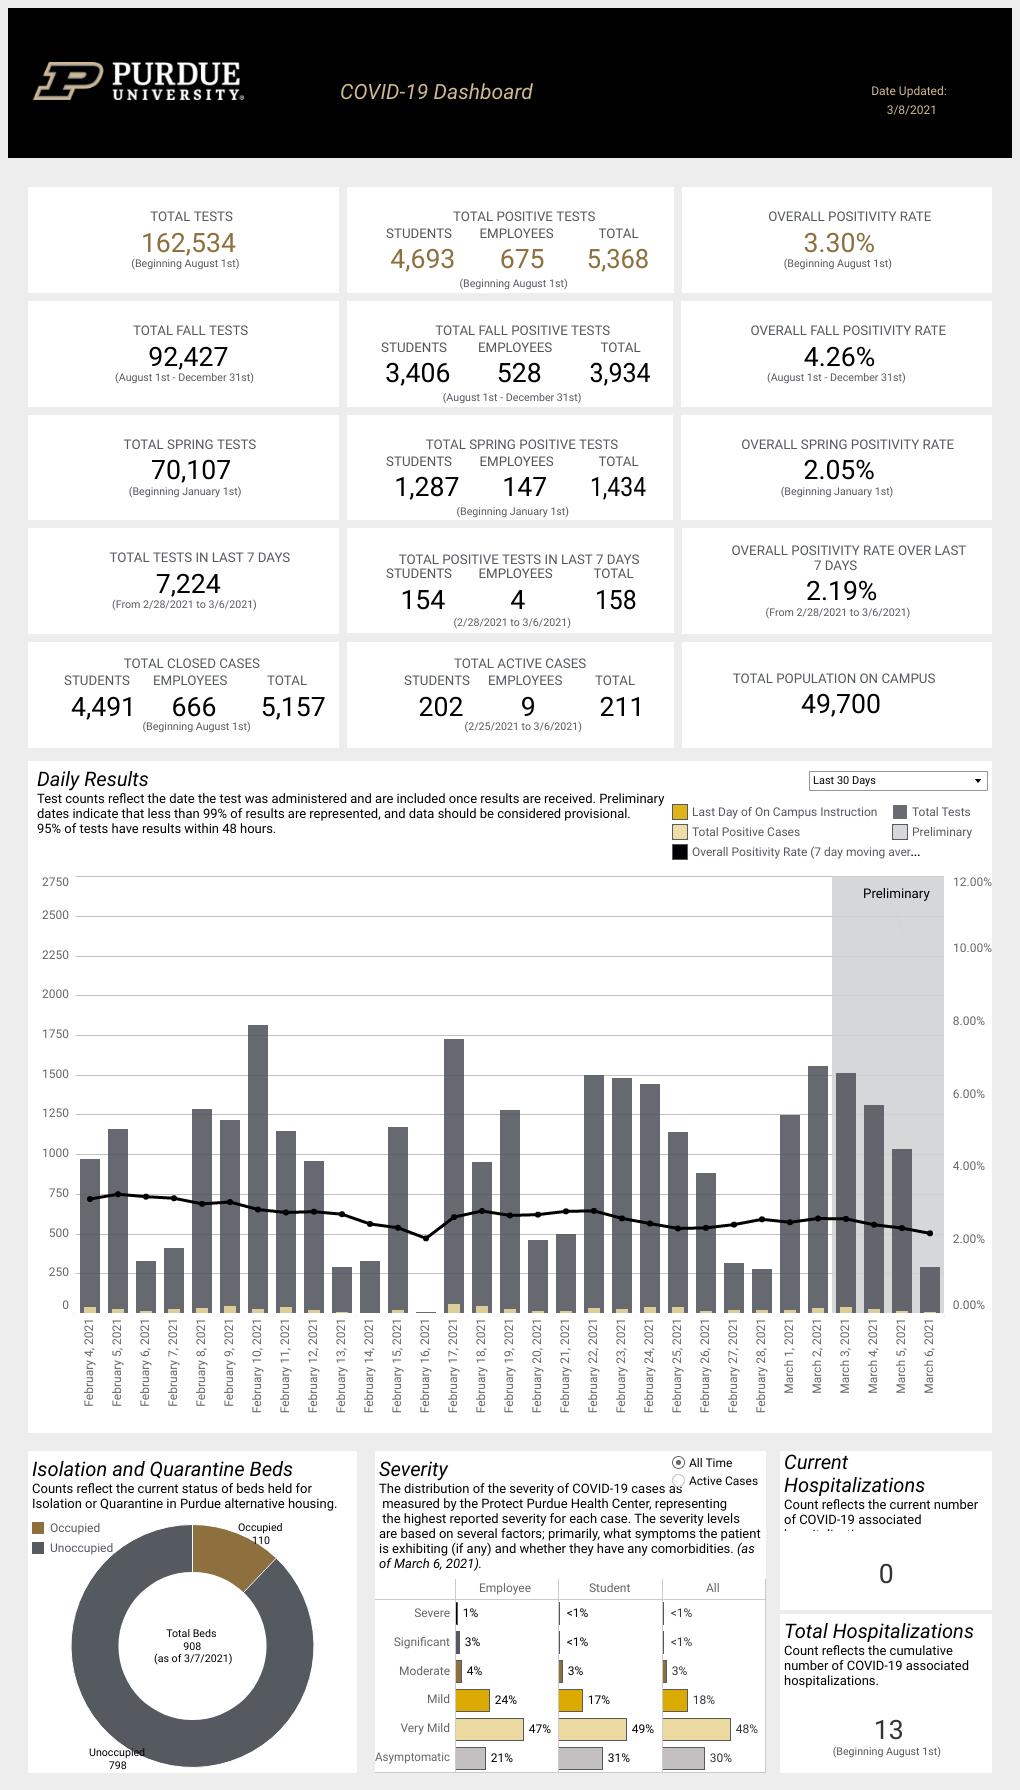 PURDUE
UNIVERSITY®
COVID-19 Dashboard
Date Updated:
3/8/2021
TOTAL TESTS
162,534
(Beginning August 1st)
TOTAL POSITIVE TESTS
STUDENTS EMPLOYEES TOTAL
4,693 675 5,368
(Beginning August 1st)
OVERALL POSITIVITY RATE
3.30%
(Beginning August 1st)
TOTAL FALL TESTS
92,427
(August 1st - December 31st)
TOTAL FALL POSITIVE TESTS
STUDENTS EMPLOYEES TOTAL
3,406 528 3,934
(August 1st - December 31st)
OVERALL FALL POSITIVITY RATE
4.26%
(August 1st - December 31st)
TOTAL SPRING TESTS
70,107
(Beginning January 1st)
TOTAL SPRING POSITIVE TESTS
STUDENTS EMPLOYEES TOTAL
1,287 147 1,434
(Beginning January 1st)
OVERALL SPRING POSITIVITY RATE
2.05%
(Beginning January 1st)
TOTAL TESTS IN LAST 7 DAYS
7,224
(From 2/28/2021 to 3/6/2021)
TOTAL POSITIVE TESTS IN LAST 7 DAYS
STUDENTS EMPLOYEES TOTAL
154 4 158
(2/28/2021 to 3/6/2021)
OVERALL POSITIVITY RATE OVER LAST
7 DAYS
2.19%
(From 2/28/2021 to 3/6/2021)
TOTAL CLOSED CASES
STUDENTS EMPLOYEES TOTAL
4,491 666 5,157
(Beginning August 1st)
TOTAL ACTIVE CASES
STUDENTS EMPLOYEES TOTAL
202 9 211
(2/25/2021 to 3/6/2021)
TOTAL POPULATION ON CAMPUS
49,700
Daily Results
Test counts reflect the date the test was administered and are included once results are received. Preliminary
dates indicate that less than 99% of results are represented, and data should be considered provisional.
95% of tests have results within 48 hours.
Last 30 Days
Last Day of On Campus Instruction
Total Tests
Total Positive Cases
Preliminary
Overall Positivity Rate (7 day moving aver...
Preliminary
2750
2500
2250
2000
1750
1500
1250
1000
750
500
250
0
12.00%
10.00%
8.00%
6.00%
4.00%
2.00%
0.00%
February 4, 2021
February 5, 2021
February 6, 2021
February 7, 2021
February 8, 2021
February 9, 2021
February 10, 2021
February 11, 2021
February 12, 2021
February 13, 2021
February 14, 2021
February 15, 2021
February 16, 2021
February 17, 2021
February 18, 2021
February 19, 2021
February 20, 2021
February 21, 2021
February 22, 2021
February 23, 2021
February 24, 2021
February 25, 2021
February 26, 2021
February 27, 2021
February 28, 2021
March 1, 2021
March 2, 2021
March 3, 2021
March 4, 2021
March 5, 2021
March 6, 2021
Isolation and Quarantine Beds
Counts reflect the current status of beds held for
Isolation or Quarantine in Purdue alternative housing.
Occupied
Unoccupied
Occupied
110
Total Beds
908
(as of 3/7/2021)
Unoccupied
798
Severity
All Time
Active Cases
The distribution of the severity of COVID-19 cases as
measured by the Protect Purdue Health Center, representing
the highest reported severity for each case. The severity levels
are based on several factors; primarily, what symptoms the patient
is exhibiting (if any) and whether they have any comorbidities. (as
of March 6, 2021).
Employee Student All
Severe 1% <1% <1%
Significant 3% <1% <1%
Moderate 4% 3% 3%
Mild 24% 17% 18%
Very Mild 47% 49% 48%
Asymptomatic 21% 31% 30%
Current
Hospitalizations
Count reflects the current number
of COVID-19 associated
0
Total Hospitalizations
Count reflects the cumulative
number of COVID-19 associated
hospitalizations.
13
(Beginning August 1st)